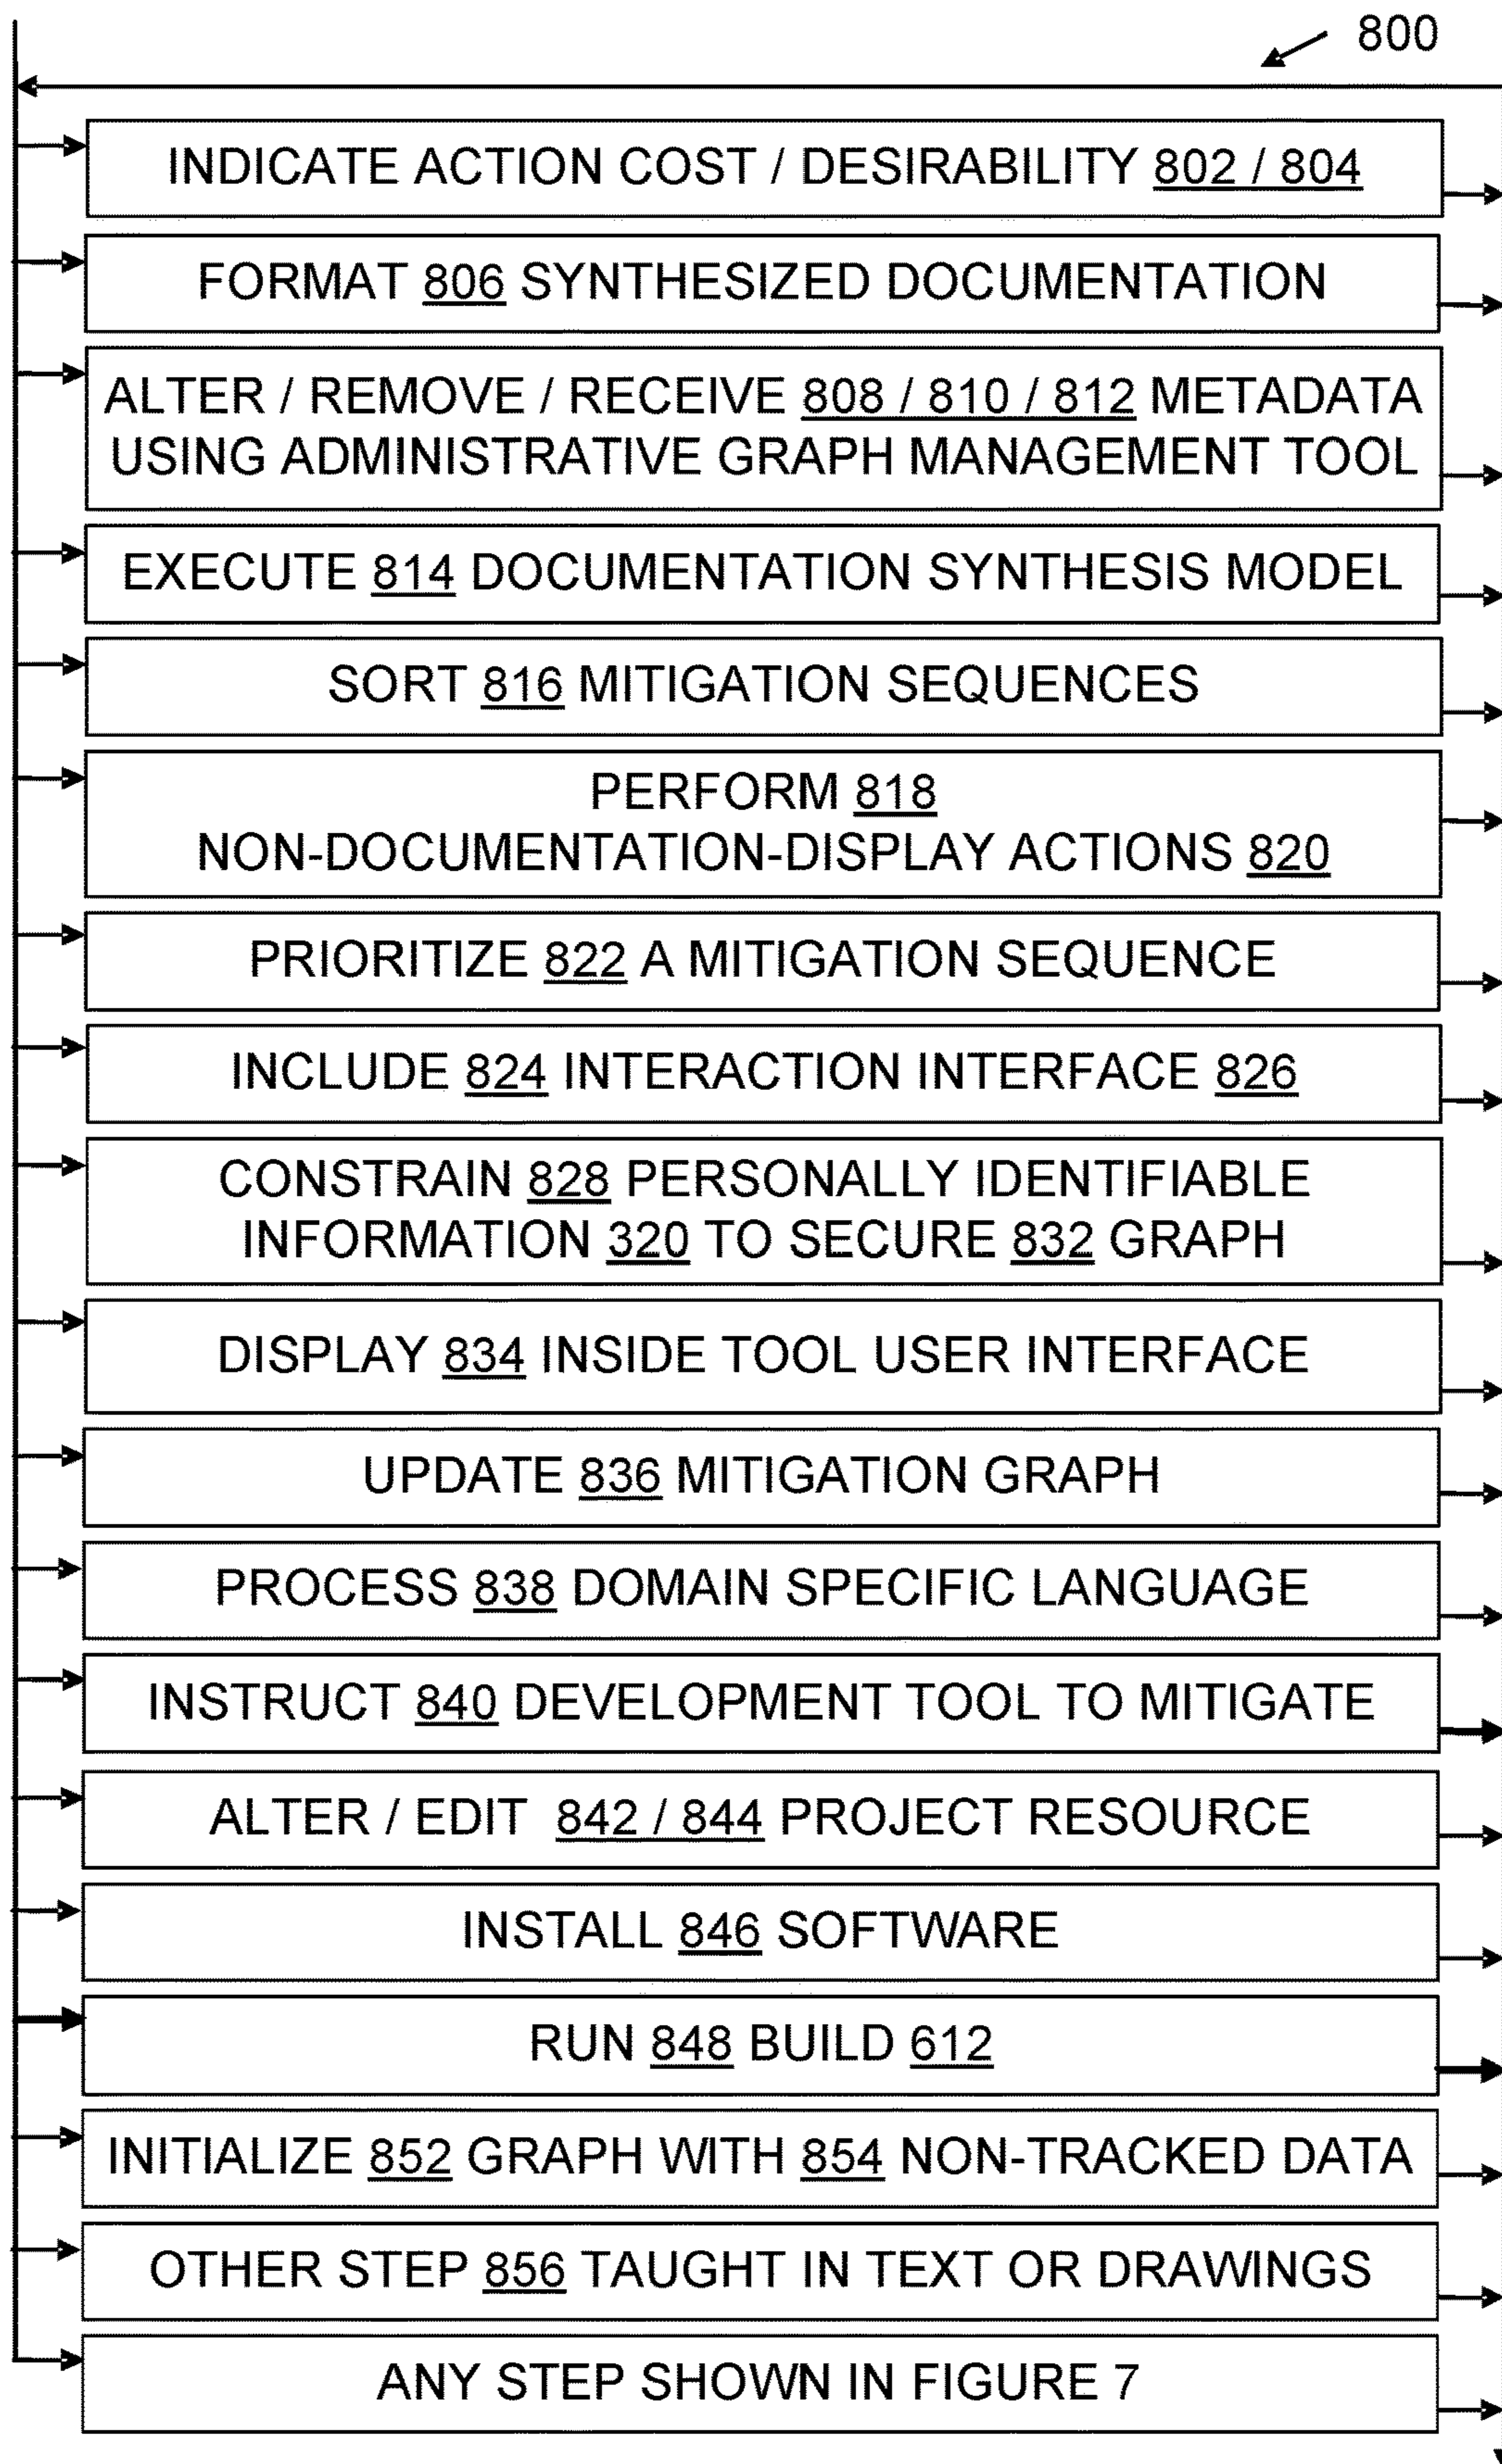 800
INDICATE ACTION COST / DESIRABILITY 802 / 804
FORMAT 806 SYNTHESIZED DOCUMENTATION
ALTER / REMOVE / RECEIVE 808 / 810 / 812 METADATA
USING ADMINISTRATIVE GRAPH MANAGEMENT TOOL
EXECUTE 814 DOCUMENTATION SYNTHESIS MODEL
SORT 816 MITIGATION SEQUENCES
PERFORM 818
NON-DOCUMENTATION-DISPLAY ACTIONS 820
PRIORITIZE 822 A MITIGATION SEQUENCE
INCLUDE 824 INTERACTION INTERFACE 826
CONSTRAIN 828 PERSONALLY IDENTIFIABLE
INFORMATION 320 TO SECURE 832 GRAPH
DISPLAY 834 INSIDE TOOL USER INTERFACE
UPDATE 836 MITIGATION GRAPH
PROCESS 838 DOMAIN SPECIFIC LANGUAGE
INSTRUCT 840 DEVELOPMENT TOOL TO MITIGATE
ALTER / EDIT 842 / 844 PROJECT RESOURCE
INSTALL 846 SOFTWARE
RUN 848 BUILD 612
INITIALIZE 852 GRAPH WITH 854 NON-TRACKED DATA
OTHER STEP 856 TAUGHT IN TEXT OR DRAWINGS
ANY STEP SHOWN IN FIGURE 7